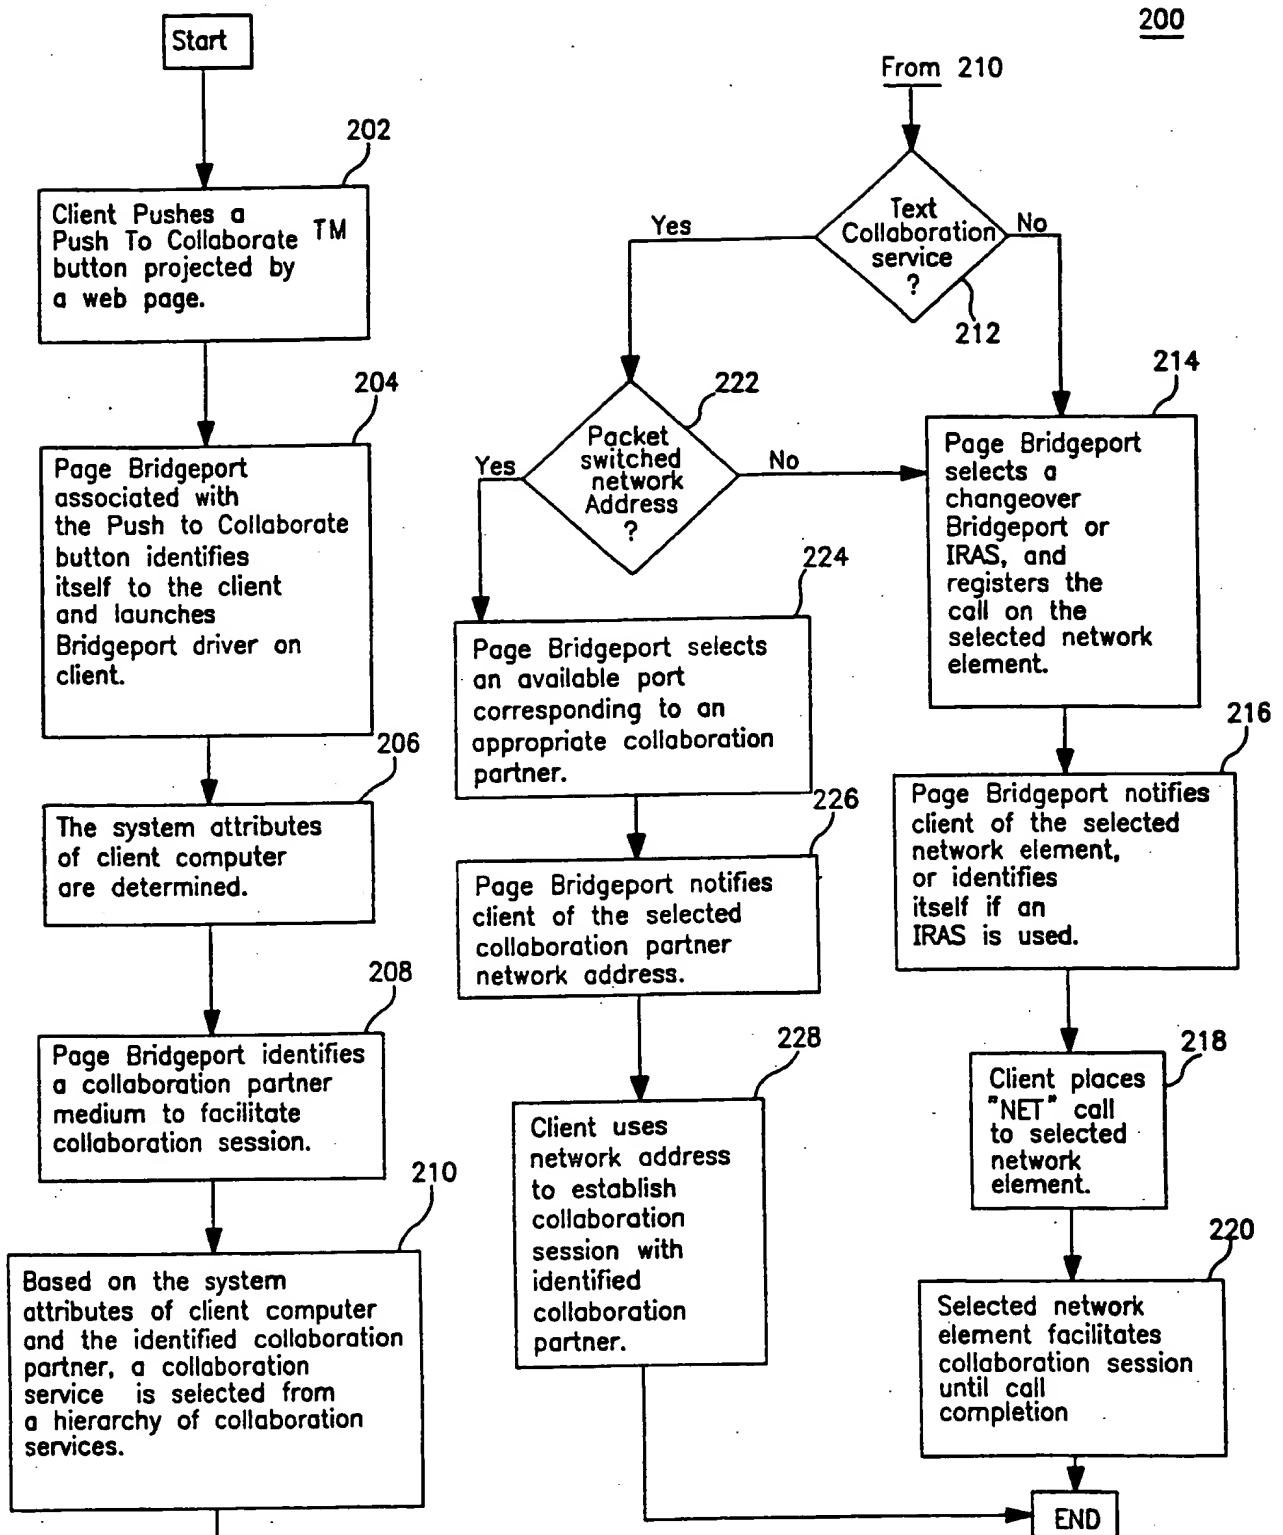 200
Start
202
Client Pushes a
Push To Collaborate TM
button projected by
a web page.
204
Page Bridgeport
associated with
the Push to Collaborate
button identifies
itself to the client
and launches
Bridgeport driver on
client.
206
The system attributes
of client computer
are determined.
208
Page Bridgeport identifies
a collaboration partner
medium to facilitate
collaboration session.
210
Based on the system
attributes of client computer
and the identified collaboration
partner, a collaboration
service is selected from
a hierarchy of collaboration
services.
From 210
Text
Collaboration
service
?
212
Yes
No
222
Packet
switched
network
Address
?
Yes
No
224
Page Bridgeport selects
an available port
corresponding to an
appropriate collaboration
partner.
226
Page Bridgeport notifies
client of the selected
collaboration partner
network address.
228
Client uses
network address
to establish
collaboration
session with
identified
collaboration
partner.
214
Page Bridgeport
selects a
changeover
Bridgeport or
IRAS, and
registers the
call on the
selected network
element.
216
Page Bridgeport notifies
client of the selected
network element,
or identifies
itself if an
IRAS is used.
218
Client places
"NET" call
to selected
network
element.
220
Selected network
element facilitates
collaboration session
until call
completion
END